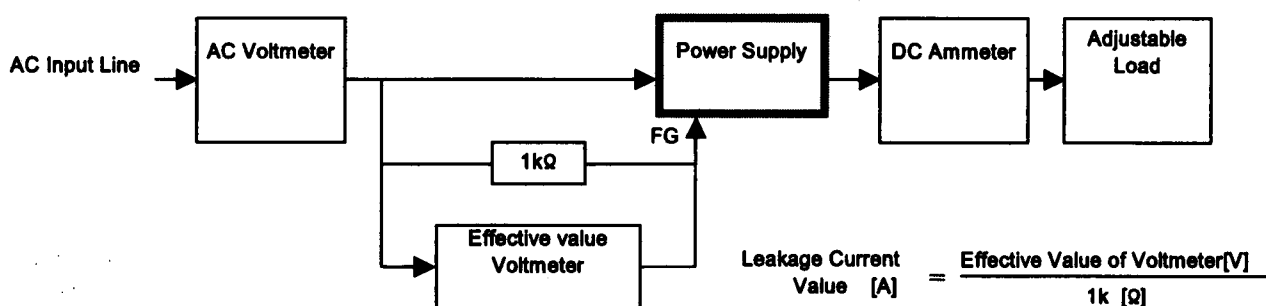 AC Input Line
AC Voltmeter
Power Supply
DC Ammeter
Adjustable
Load
FG
1kΩ
Effective value
Voltmeter
Leakage Current
Value [A]
=
Effective Value of Voltmeter[V]
1k [Ω]